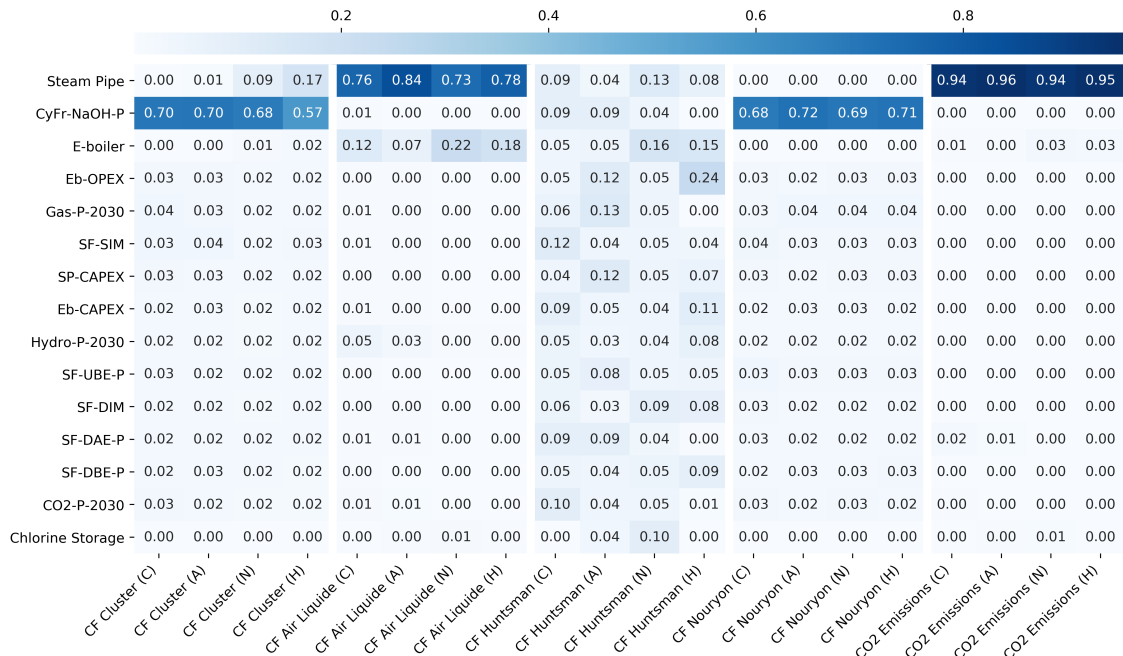 0.2 0.4 0.6 0.8
Steam Pipe 0.00 0.01 0.09 0.17 0.76 0.84 0.73 0.78 0.09 0.04 0.13 0.08 0.00 0.00 0.00 0.00 0.94 0.96 0.94 0.95
CyFr-NaOH-P 0.70 0.70 0.68 0.57 0.01 0.00 0.00 0.00 0.09 0.09 0.04 0.00 0.68 0.72 0.69 0.71 0.00 0.00 0.00 0.00
E-boiler 0.00 0.00 0.01 0.02 0.12 0.07 0.22 0.18 0.05 0.05 0.16 0.15 0.00 0.00 0.00 0.00 0.01 0.00 0.03 0.03
Eb-OPEX 0.03 0.03 0.02 0.02 0.00 0.00 0.00 0.00 0.05 0.12 0.05 0.24 0.03 0.02 0.03 0.03 0.00 0.00 0.00 0.00
Gas-P-2030 0.04 0.03 0.02 0.02 0.01 0.00 0.00 0.00 0.06 0.13 0.05 0.00 0.03 0.04 0.04 0.04 0.00 0.00 0.00 0.00
SF-SIM 0.03 0.04 0.02 0.03 0.01 0.00 0.00 0.00 0.12 0.04 0.05 0.04 0.04 0.03 0.03 0.03 0.00 0.00 0.00 0.00
SP-CAPEX 0.03 0.03 0.02 0.02 0.00 0.00 0.00 0.00 0.04 0.12 0.05 0.07 0.03 0.02 0.03 0.03 0.00 0.00 0.00 0.00
Eb-CAPEX 0.02 0.03 0.02 0.02 0.01 0.00 0.00 0.00 0.09 0.05 0.04 0.11 0.02 0.03 0.03 0.02 0.00 0.00 0.00 0.00
Hydro-P-2030 0.02 0.02 0.02 0.02 0.05 0.03 0.00 0.00 0.05 0.03 0.04 0.08 0.02 0.02 0.02 0.02 0.00 0.00 0.00 0.00
SF-UBE-P 0.03 0.02 0.02 0.02 0.00 0.00 0.00 0.00 0.05 0.08 0.05 0.05 0.03 0.03 0.03 0.03 0.00 0.00 0.00 0.00
SF-DIM 0.02 0.02 0.02 0.02 0.00 0.00 0.00 0.00 0.06 0.03 0.09 0.08 0.03 0.02 0.02 0.03 0.00 0.00 0.00 0.00
SF-DAE-P 0.02 0.02 0.02 0.02 0.01 0.01 0.00 0.00 0.09 0.09 0.04 0.00 0.03 0.02 0.02 0.02 0.02 0.01 0.00 0.00
SF-DBE-P 0.02 0.03 0.02 0.02 0.00 0.00 0.00 0.00 0.05 0.04 0.05 0.09 0.02 0.03 0.03 0.03 0.00 0.00 0.00 0.00
CO2-P-2030 0.03 0.02 0.02 0.02 0.01 0.01 0.00 0.00 0.10 0.04 0.05 0.01 0.02 0.03 0.02 0.02 0.00 0.00 0.00 0.00
Chlorine Storage 0.00 0.00 0.00 0.00 0.00 0.00 0.01 0.00 0.00 0.04 0.10 0.00 0.00 0.00 0.00 0.00 0.00 0.00 0.01 0.00
CF Cluster (C)
CF Cluster (A)
CF Cluster (N)
CF Cluster (H)
CF Air Liquide (C)
CF Air Liquide (A)
CF Air Liquide (N)
CF Air Liquide (H)
CF Huntsman (C)
CF Huntsman (A)
CF Huntsman (N)
CF Huntsman (H)
CF Nouryon (C)
CF Nouryon (A)
CF Nouryon (N)
CF Nouryon (H)
CO2 Emissions (C)
CO2 Emissions (A)
CO2 Emissions (N)
CO2 Emissions (H)